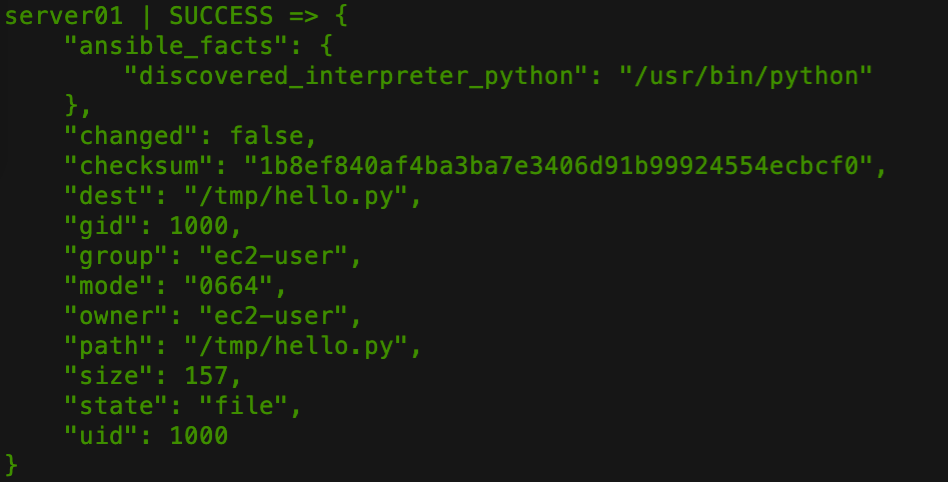 server01 | SUCCESS => {
    "ansible_facts": {
        "discovered_interpreter_python": "/usr/bin/python"
    },
    "changed": false,
    "checksum": "1b8ef840af4ba3ba7e3406d91b99924554ecbcf0",
    "dest": "/tmp/hello.py",
    "gid": 1000,
    "group": "ec2-user",
    "mode": "0664",
    "owner": "ec2-user",
    "path": "/tmp/hello.py",
    "size": 157,
    "state": "file",
    "uid": 1000
}